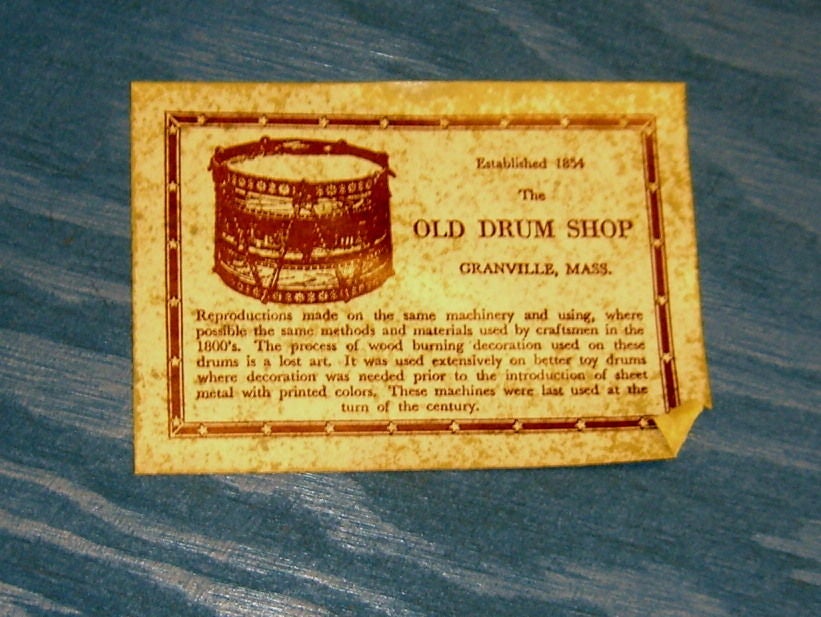 Established 1854
The
OLD DRUM SHOP
GRANVILLE, MASS.
Reproductions made on the same machinery and using, where
possible the same methods and materials used by craftsmen in the
1800's. The process of wood burning decoration used on these
drums is a lost art. It was used extensively on better toy drums
where decoration was needed prior to the introduction of sheet
metal with printed colors. These machines were last used at the
turn of the century.